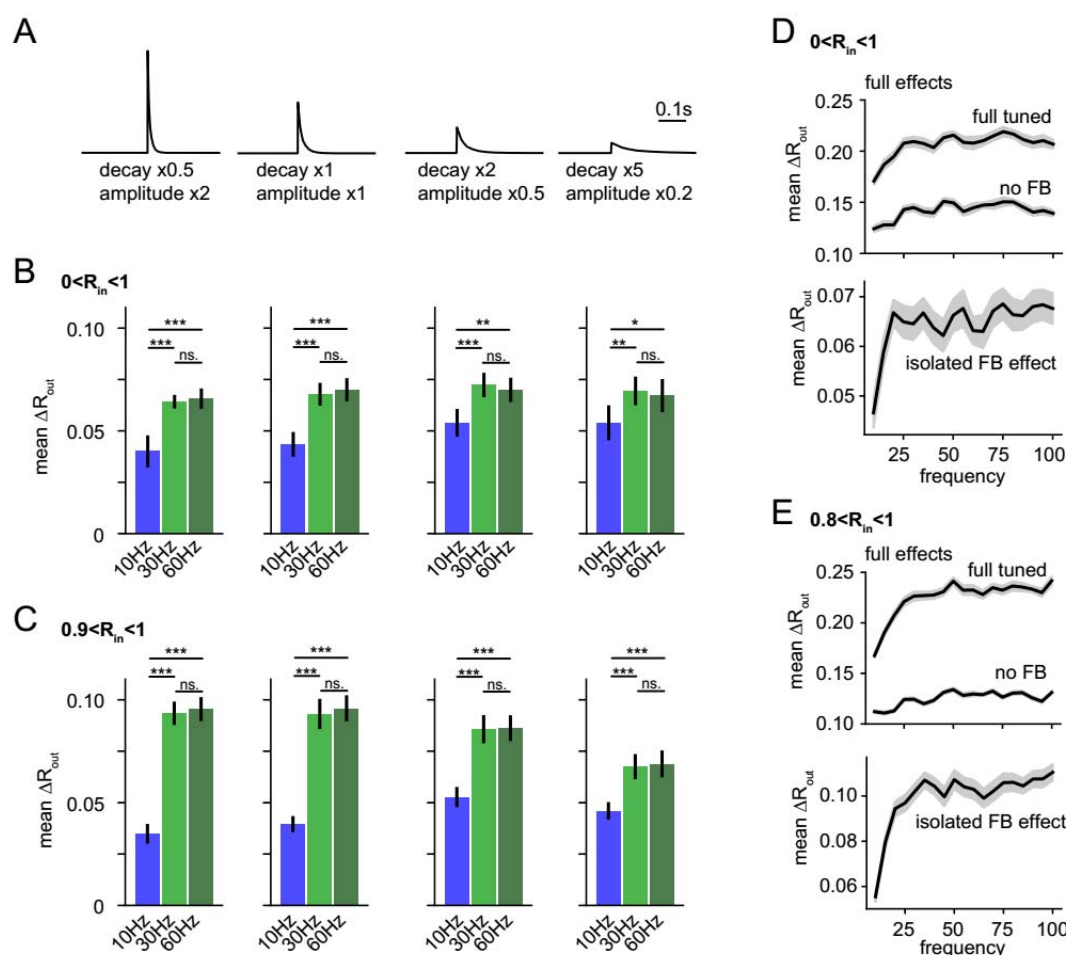 A
0.1s
decay x0.5
amplitude x2
decay x1
amplitude x1
decay x2
amplitude x0.5
decay x5
amplitude x0.2
B
0<R_in<1
mean ΔR_out
0.10
0.05
0
***
***
ns.
10Hz
30Hz
60Hz
***
***
ns.
10Hz
30Hz
60Hz
**
***
ns.
10Hz
30Hz
60Hz
*
**
ns.
10Hz
30Hz
60Hz
C
0.9<R_in<1
mean ΔR_out
0.10
0.05
0
***
***
ns.
10Hz
30Hz
60Hz
***
***
ns.
10Hz
30Hz
60Hz
***
***
ns.
10Hz
30Hz
60Hz
***
***
ns.
10Hz
30Hz
60Hz
D
0<R_in<1
full effects
mean ΔR_out
0.25
0.20
0.15
0.10
full tuned
no FB
mean ΔR_out
0.07
0.06
0.05
isolated FB effect
25
50
75
100
frequency
E
0.8<R_in<1
full effects
mean ΔR_out
0.25
0.20
0.15
0.10
full tuned
no FB
mean ΔR_out
0.10
0.08
0.06
isolated FB effect
25
50
75
100
frequency